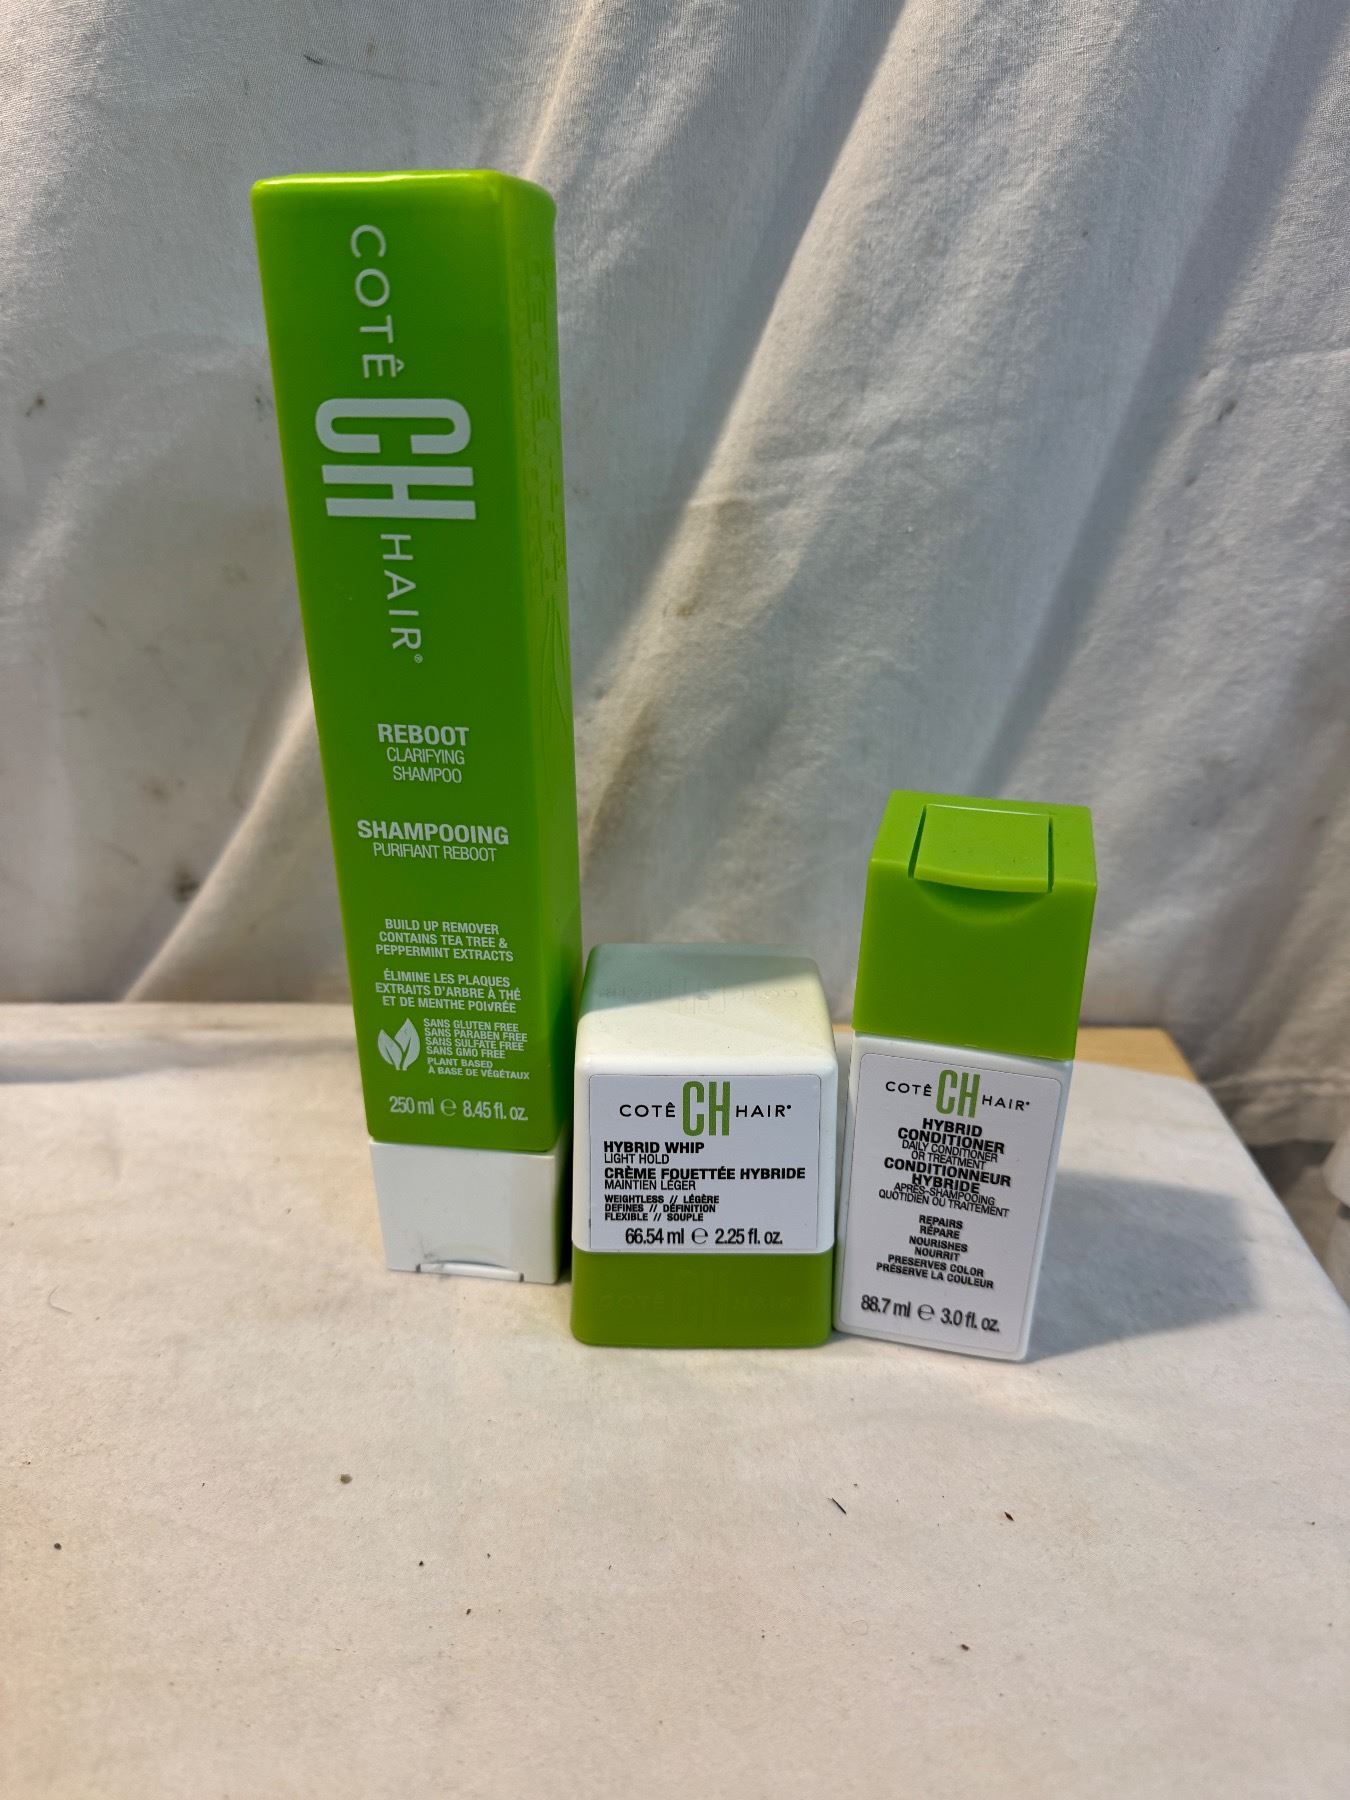 COTÊ CH HAIR®
REBOOT
CLARIFYING
SHAMPOO
SHAMPOOING
PURIFIANT REBOOT
BUILD UP REMOVER
CONTAINS TEA TREE &
PEPPERMINT EXTRACTS
ÉLIMINE LES PLAQUES
EXTRAITS D'ARBRE À THÉ
ET DE MENTHE POIVRÉE
SANS GLUTEN FREE
SANS PARABEN FREE
SANS SULFATE FREE
SANS GMO FREE
PLANT BASED
À BASE DE VÉGÉTAUX
250 ml ℮ 8.45 fl. oz.
COTÊ CH HAIR®
HYBRID WHIP
LIGHT HOLD
CRÈME FOUETTÉE HYBRIDE
MAINTIEN LÉGER
WEIGHTLESS // LÉGÈRE
DEFINES // DÉFINITION
FLEXIBLE // SOUPLE
66.54 ml ℮ 2.25 fl. oz.
COTÊ CH HAIR
COTÊ CH HAIR®
HYBRID
CONDITIONER
DAILY CONDITIONER
OR TREATMENT
CONDITIONNEUR
HYBRIDE
APRÈS-SHAMPOOING
QUOTIDIEN OU TRAITEMENT
REPAIRS
RÉPARE
NOURISHES
NOURRIT
PRESERVES COLOR
PRÉSERVE LA COULEUR
88.7 ml ℮ 3.0 fl. oz.